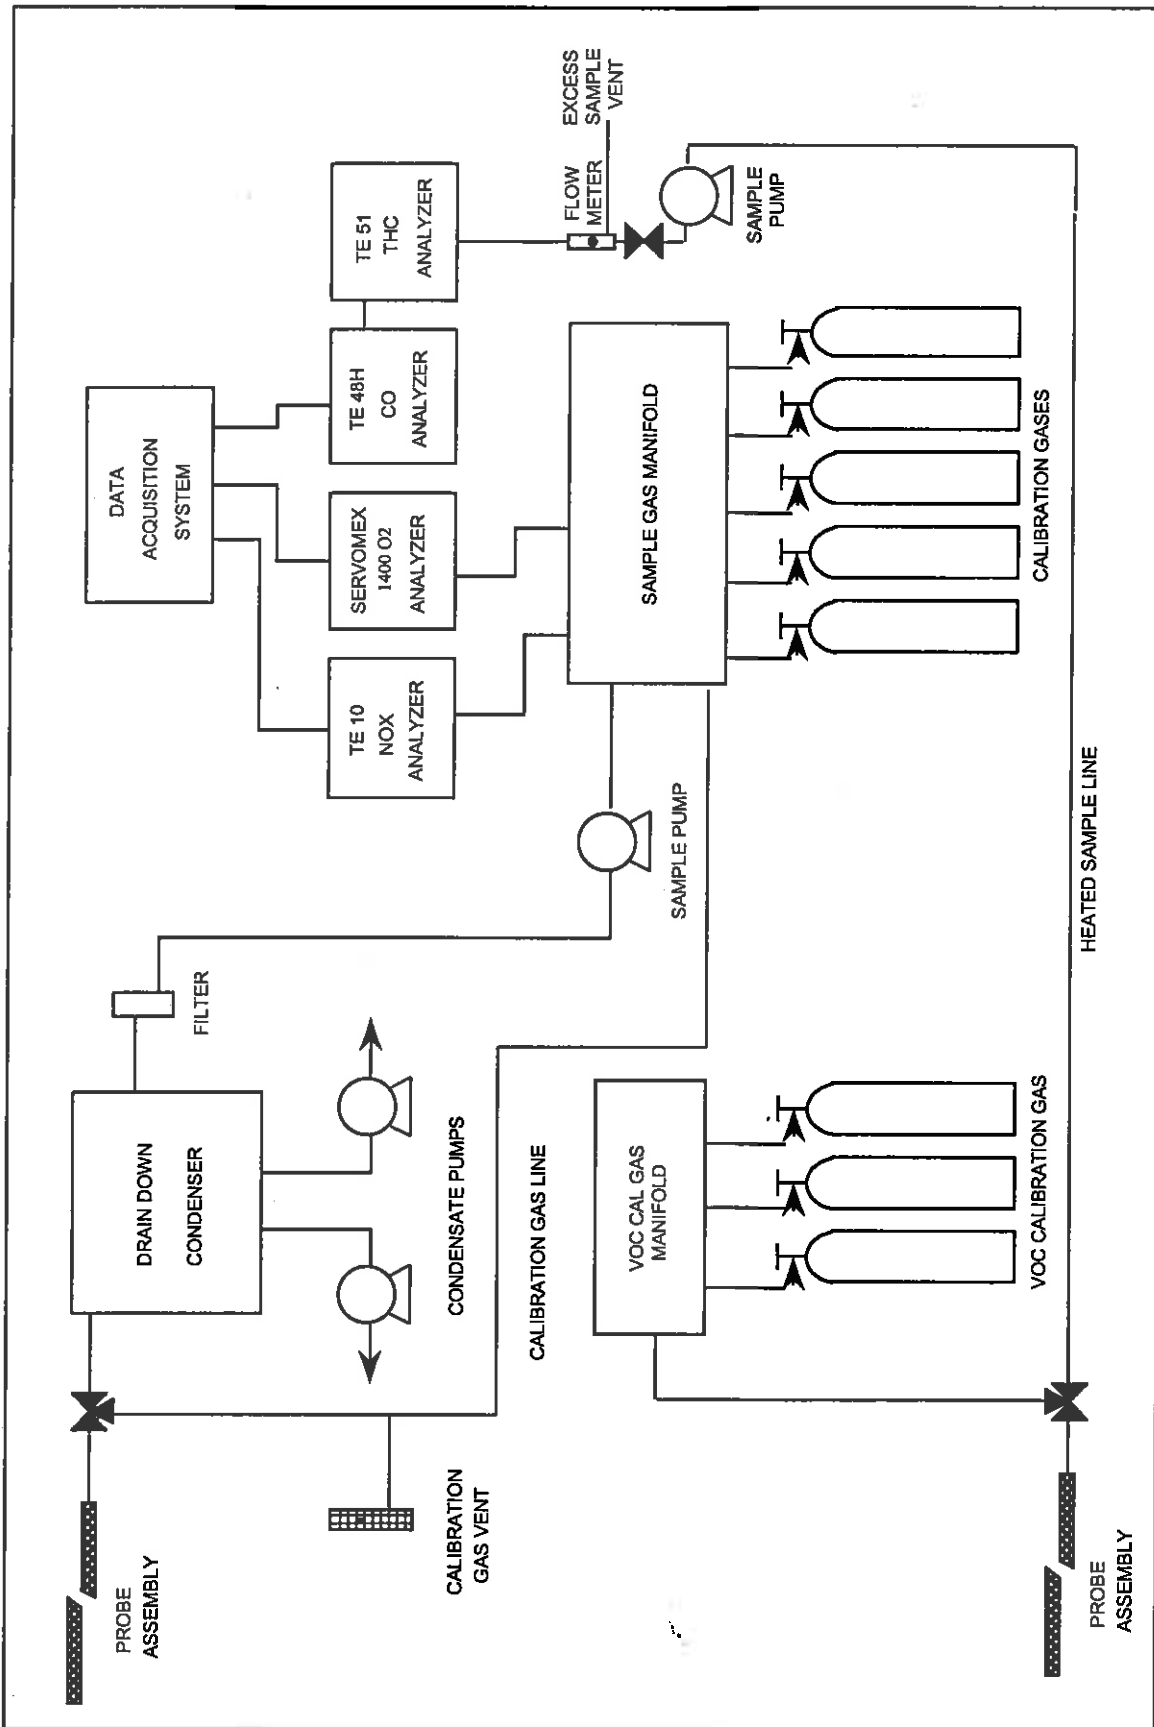 PROBE
ASSEMBLY
DRAIN DOWN
CONDENSER
FILTER
DATA
ACQUISITION
SYSTEM
CALIBRATION
GAS VENT
CONDENSATE PUMPS
TE 10
NOX
ANALYZER
SERVOMEX
1400 O2
ANALYZER
TE 48H
CO
ANALYZER
TE 51
THC
ANALYZER
CALIBRATION GAS LINE
SAMPLE PUMP
SAMPLE GAS MANIFOLD
FLOW
METER
EXCESS
SAMPLE
VENT
SAMPLE
PUMP
VOC CAL GAS
MANIFOLD
CALIBRATION GASES
VOC CALIBRATION GAS
HEATED SAMPLE LINE
PROBE
ASSEMBLY